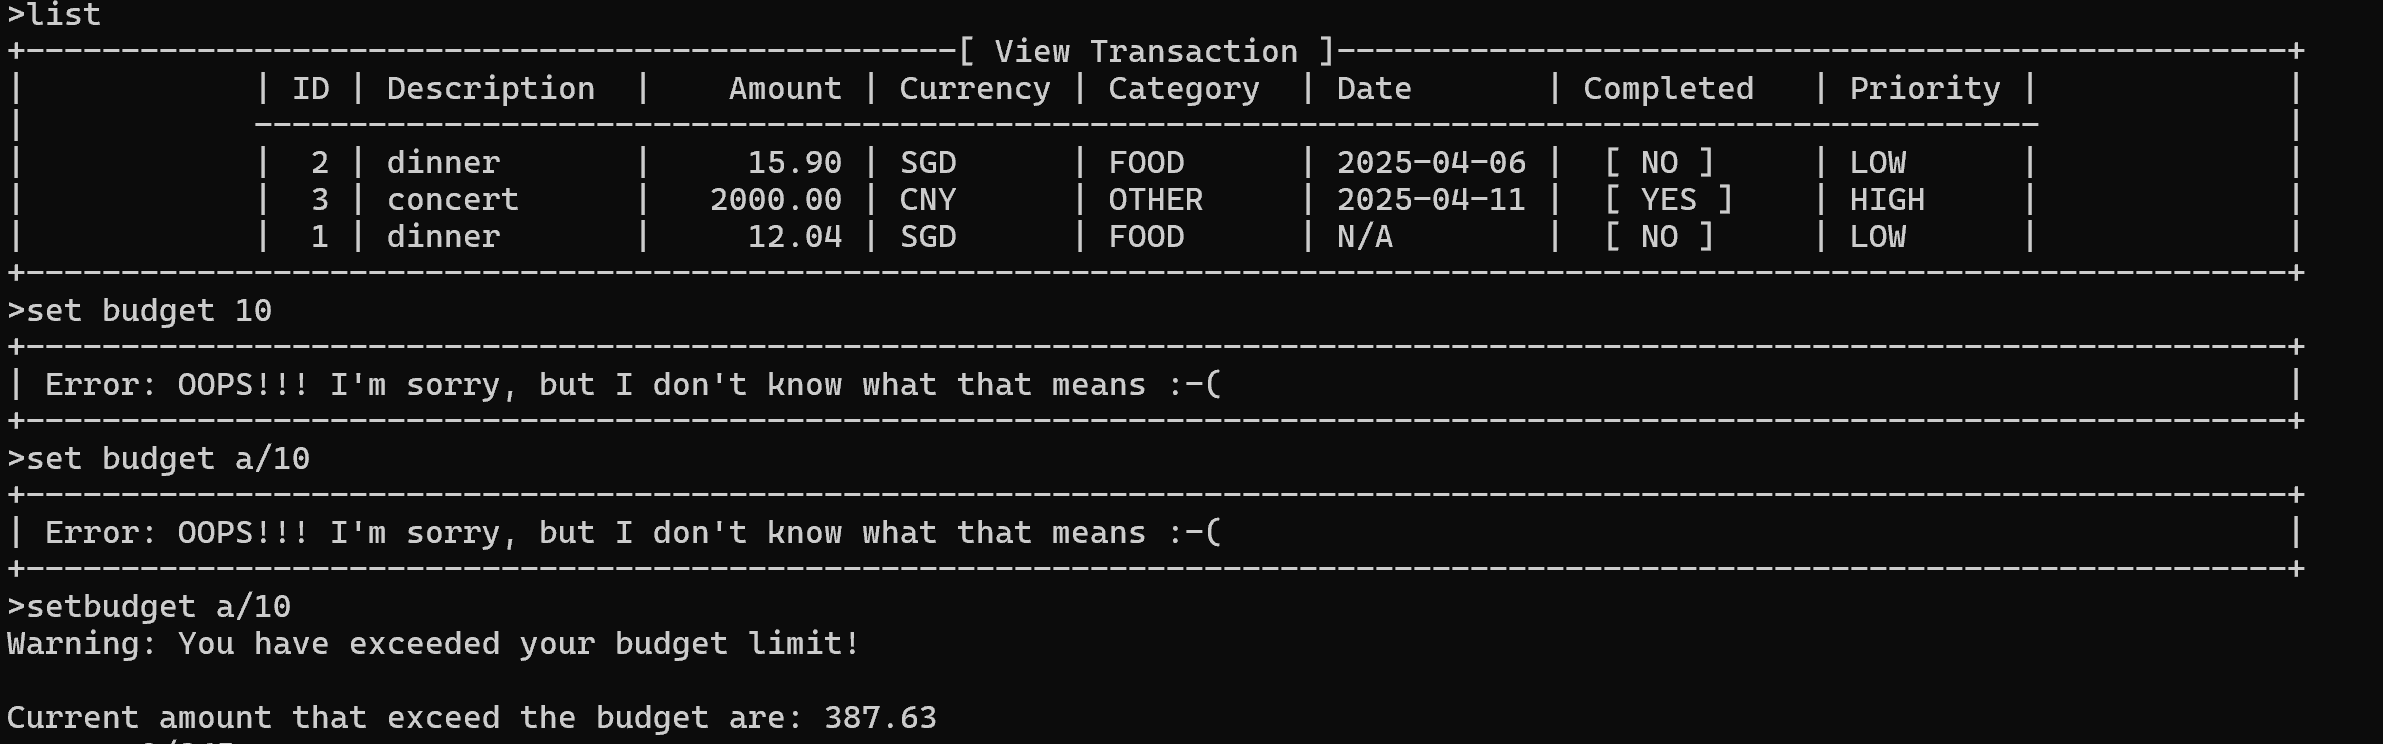 >list
+-------------------------------------------------[ View Transaction ]--------------------------------------------------+
|            | ID | Description  |    Amount | Currency | Category  | Date       | Completed   | Priority |             |
|            ----------------------------------------------------------------------------------------------             |
|            |  2 | dinner       |     15.90 | SGD      | FOOD      | 2025-04-06 |  [ NO ]     | LOW      |             |
|            |  3 | concert      |   2000.00 | CNY      | OTHER     | 2025-04-11 |  [ YES ]    | HIGH     |             |
|            |  1 | dinner       |     12.04 | SGD      | FOOD      | N/A        |  [ NO ]     | LOW      |             |
+-----------------------------------------------------------------------------------------------------------------------+
>set budget 10
+-----------------------------------------------------------------------------------------------------------------------+
| Error: OOPS!!! I'm sorry, but I don't know what that means :-(                                                        |
+-----------------------------------------------------------------------------------------------------------------------+
>set budget a/10
+-----------------------------------------------------------------------------------------------------------------------+
| Error: OOPS!!! I'm sorry, but I don't know what that means :-(                                                        |
+-----------------------------------------------------------------------------------------------------------------------+
>setbudget a/10
Warning: You have exceeded your budget limit!
Current amount that exceed the budget are: 387.63